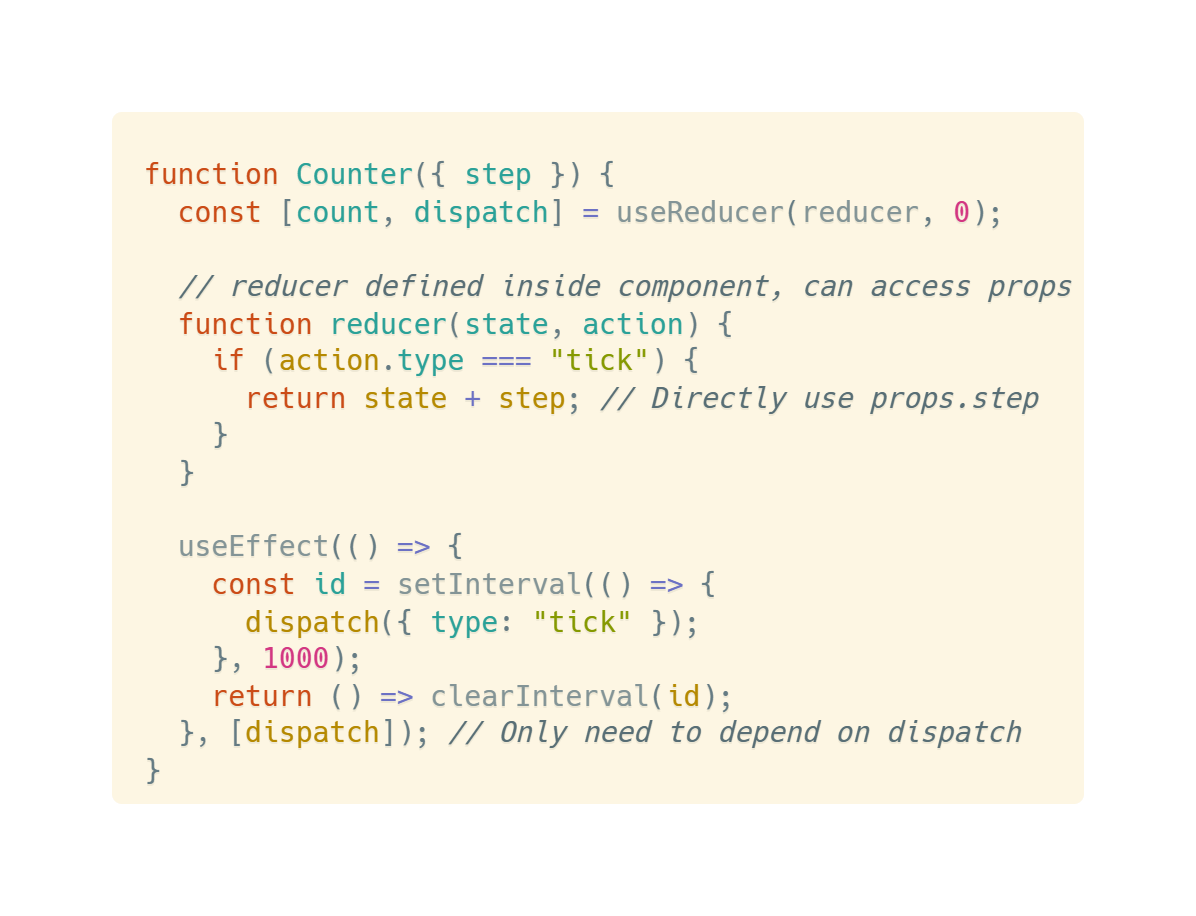 function Counter({ step }) {
  const [count, dispatch] = useReducer(reducer, 0);

  // reducer defined inside component, can access props
  function reducer(state, action) {
    if (action.type === "tick") {
      return state + step; // Directly use props.step
    }
  }

  useEffect(() => {
    const id = setInterval(() => {
      dispatch({ type: "tick" });
    }, 1000);
    return () => clearInterval(id);
  }, [dispatch]); // Only need to depend on dispatch
}